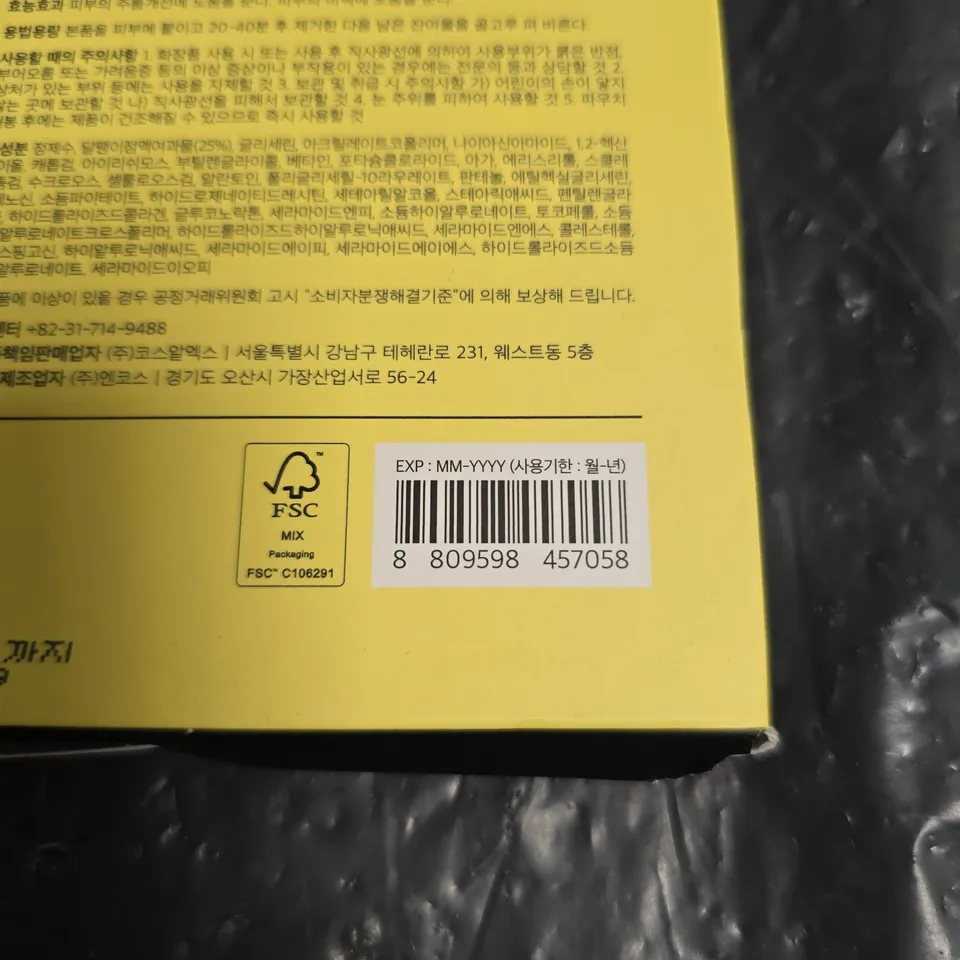 효능효과 피부의 주름개선에 도움을 준다. 피부의 미백에 도움을 준다.
용법용량 본품을 피부에 붙이고 20-40분 후 제거한 다음 남은 잔여물을 골고루 펴 바른다.
사용할 때의 주의사항 1. 화장품 사용 시 또는 사용 후 직사광선에 의하여 사용부위가 붉은 반점,
부어오름 또는 가려움증 등의 이상 증상이나 부작용이 있는 경우에는 전문의 등과 상담할 것 2.
상처가 있는 부위 등에는 사용을 자제할 것 3. 보관 및 취급 시 주의사항 가) 어린이의 손이 닿지
않는 곳에 보관할 것 나) 직사광선을 피해서 보관할 것 4. 눈 주위를 피하여 사용할 것 5. 파우치
개봉 후에는 제품이 건조해질 수 있으므로 즉시 사용할 것
성분 정제수, 달팽이점액여과물(25%), 글리세린, 아크릴레이트코폴리머, 나이아신아마이드, 1,2-헥산
다이올, 캐롭검, 아이리쉬모스, 부틸렌글라이콜, 베타인, 포타슘클로라이드, 아가, 에리스리톨, 스클레
로튬검, 수크로오스, 셀룰로오스검, 알란토인, 폴리글리세릴-10라우레이트, 판테놀, 에틸헥실글리세린,
아데노신, 소듐파이테이트, 하이드로제네이티드레시틴, 세테아릴알코올, 스테아릭애씨드, 펜틸렌글라
하이드롤라이즈드콜라겐, 글루코노락톤, 세라마이드엔피, 소듐하이알루로네이트, 토코페롤, 소듐
하이알루로네이트크로스폴리머, 하이드롤라이즈드하이알루로닉애씨드, 세라마이드엔에스, 콜레스테롤,
스핑고신, 하이알루로닉애씨드, 세라마이드에이피, 세라마이드에이에스, 하이드롤라이즈드소듐
하이알루로네이트, 세라마이드이오피
품에 이상이 있을 경우 공정거래위원회 고시 "소비자분쟁해결기준"에 의해 보상해 드립니다.
센터 +82-31-714-9488
책임판매업자 (주)코스알엑스 | 서울특별시 강남구 테헤란로 231, 웨스트동 5층
제조업자 (주)엔코스 | 경기도 오산시 가장산업서로 56-24
FSC
MIX
Packaging
FSC™ C106291
EXP : MM-YYYY (사용기한 : 월-년)
8 809598 457058
까지